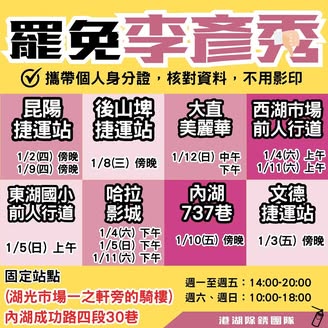 罷免李彥秀
攜帶個人身分證，核對資料，不用影印
昆陽
捷運站
1/2(四) 傍晚
1/9(四) 傍晚
後山埤
捷運站
1/8(三) 傍晚
大直
美麗華
1/12(日) 中午
下午
西湖市場
前人行道
1/4(六) 上午
1/11(六) 上午
東湖國小
前人行道
1/5(日) 上午
哈拉
影城
1/4(六) 下午
1/5(日) 下午
1/11(六) 下午
內湖
737巷
1/10(五) 傍晚
文德
捷運站
1/3(五) 傍晚
固定站點
(湖光市場一之軒旁的騎樓)
內湖成功路四段30巷
週一至週五：14:00-20:00
週六、週日：10:00-18:00
港湖除銹團隊